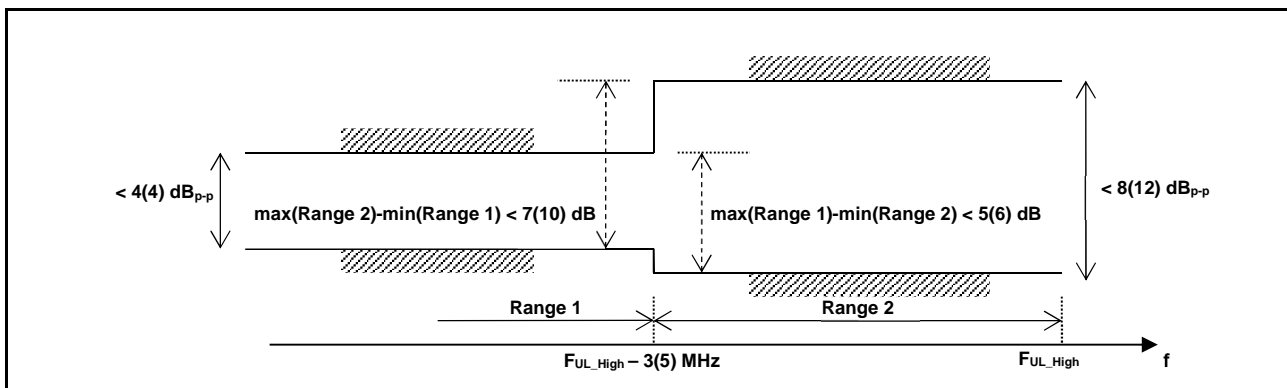 < 4(4) dBp-p
max(Range 2)-min(Range 1) < 7(10) dB
max(Range 1)-min(Range 2) < 5(6) dB
< 8(12) dBp-p
Range 1
Range 2
FUL_High – 3(5) MHz
FUL_High
f